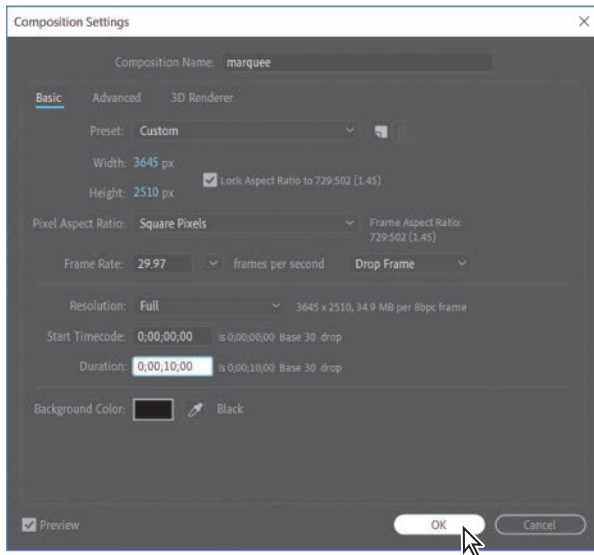 Composition Settings
Composition Name: marquee
Basic Advanced 3D Renderer
Preset: Custom
Width: 3645 px
Lock Aspect Ratio to 729:502 (1.45)
Height: 2510 px
Pixel Aspect Ratio: Square Pixels Frame Aspect Ratio:
729:502 (1.45)
Frame Rate: 29.97 frames per second Drop Frame
Resolution: Full 3645 x 2510, 34.9 MB per 8bpc frame
Start Timecode: 0;00;00;00 is 0;00;00;00 Base 30 drop
Duration: 0;00;10;00 is 0;00;10;00 Base 30 drop
Background Color: Black
Preview OK Cancel